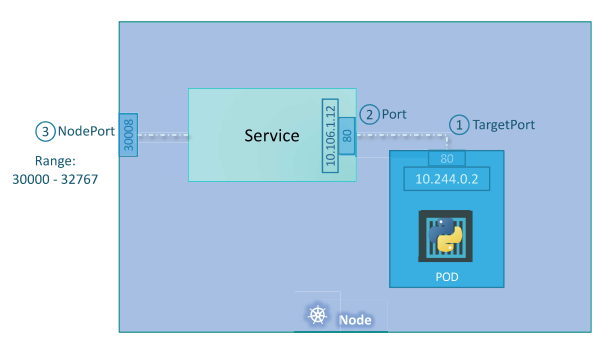 3 NodePort
Range:
30000 - 32767
30008
Service
10.106.1.12
80
2 Port
1 TargetPort
80
10.244.0.2
POD
Node